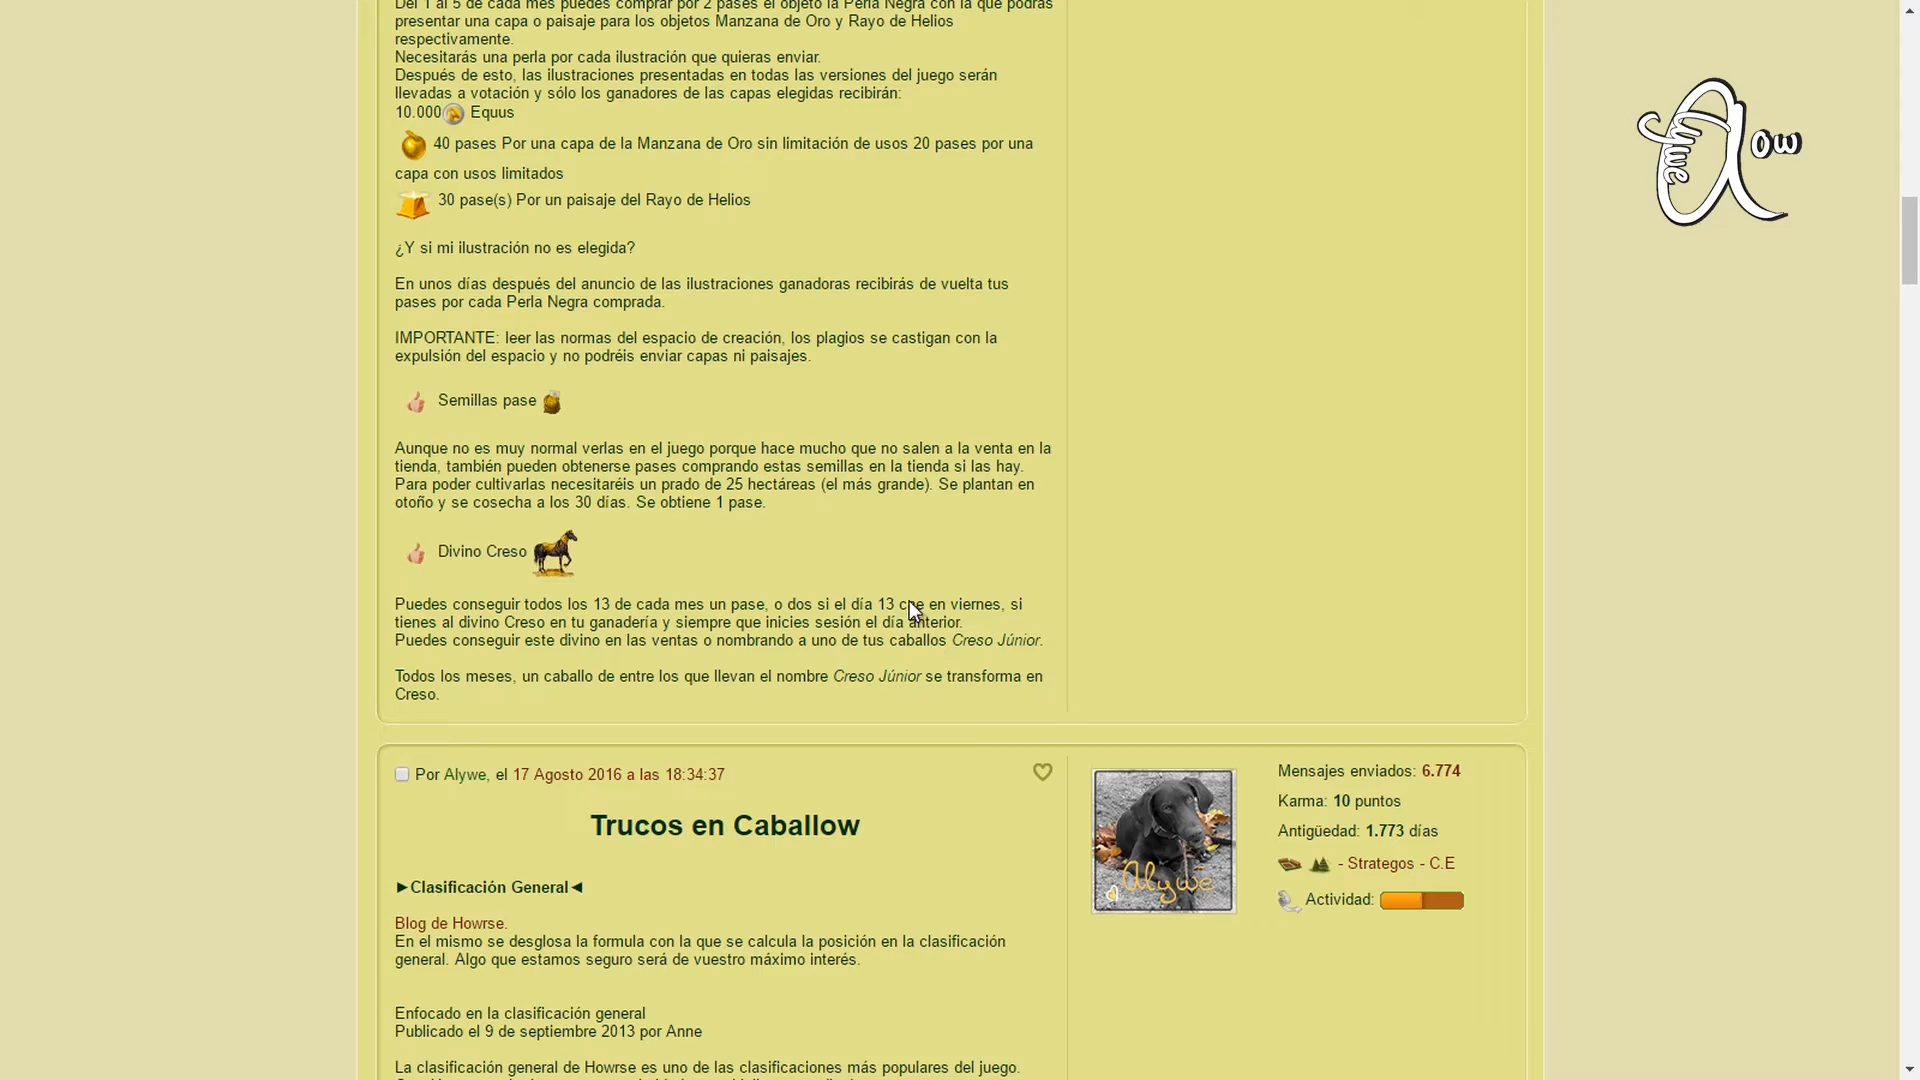 Del 1 al 5 de cada mes puedes comprar por 2 pases el objeto la Perla Negra con la que podrás
presentar una capa o paisaje para los objetos Manzana de Oro y Rayo de Helios
respectivamente.
Necesitarás una perla por cada ilustración que quieras enviar.
Después de esto, las ilustraciones presentadas en todas las versiones del juego serán
llevadas a votación y sólo los ganadores de las capas elegidas recibirán:
10.000 Equus
40 pases Por una capa de la Manzana de Oro sin limitación de usos 20 pases por una
capa con usos limitados
30 pase(s) Por un paisaje del Rayo de Helios
¿Y si mi ilustración no es elegida?
En unos días después del anuncio de las ilustraciones ganadoras recibirás de vuelta tus
pases por cada Perla Negra comprada.
IMPORTANTE: leer las normas del espacio de creación, los plagios se castigan con la
expulsión del espacio y no podréis enviar capas ni paisajes.
Semillas pase
Aunque no es muy normal verlas en el juego porque hace mucho que no salen a la venta en la
tienda, también pueden obtenerse pases comprando estas semillas en la tienda si las hay.
Para poder cultivarlas necesitaréis un prado de 25 hectáreas (el más grande). Se plantan en
otoño y se cosecha a los 30 días. Se obtiene 1 pase.
Divino Creso
Puedes conseguir todos los 13 de cada mes un pase, o dos si el día 13 cae en viernes, si
tienes al divino Creso en tu ganadería y siempre que inicies sesión el día anterior.
Puedes conseguir este divino en las ventas o nombrando a uno de tus caballos Creso Júnior.
Todos los meses, un caballo de entre los que llevan el nombre Creso Júnior se transforma en
Creso.
Por Alywe, el 17 Agosto 2016 a las 18:34:37
Trucos en Caballow
►Clasificación General◄
Blog de Howrse.
En el mismo se desglosa la formula con la que se calcula la posición en la clasificación
general. Algo que estamos seguro será de vuestro máximo interés.
Enfocado en la clasificación general
Publicado el 9 de septiembre 2013 por Anne
La clasificación general de Howrse es uno de las clasificaciones más populares del juego.
Alywe
Mensajes enviados: 6.774
Karma: 10 puntos
Antigüedad: 1.773 días
- Strategos - C.E
Actividad:
Alywe
ow